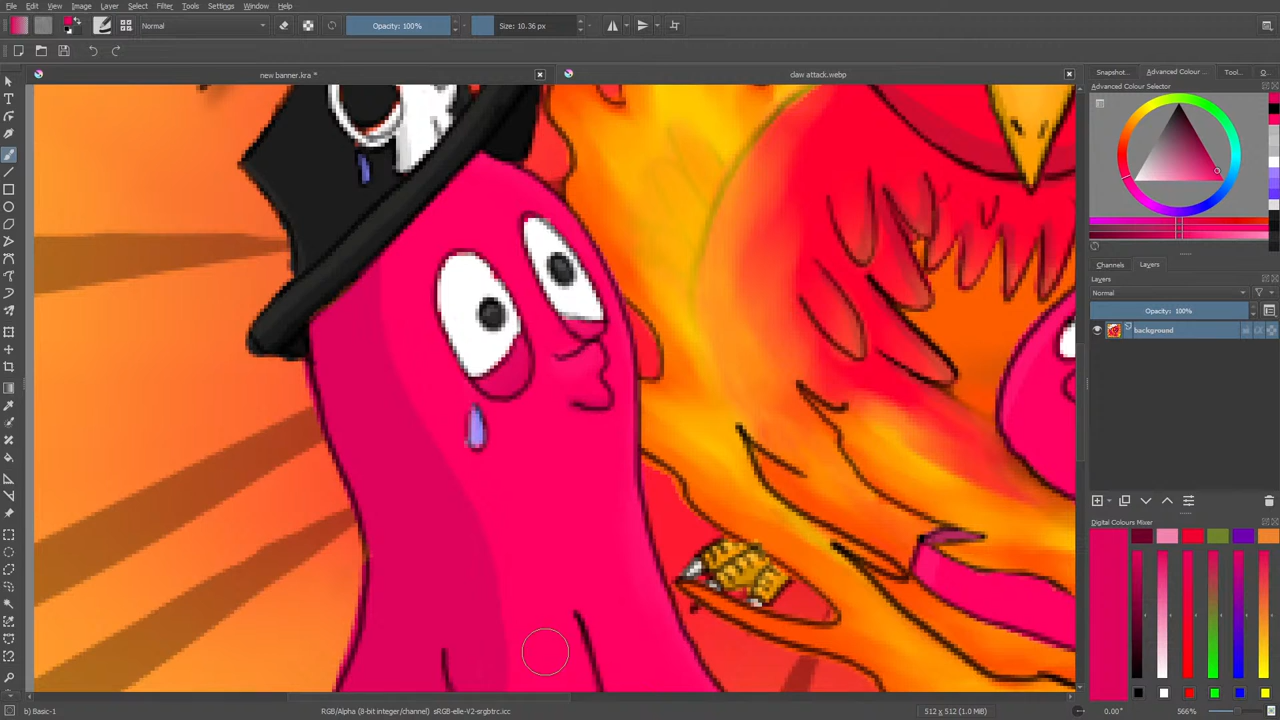 File Edit View Image Layer Select Filter Tools Settings Window Help
Normal Opacity: 100% Size: 10.36 px
new banner.kra * claw attack.webp
Snapshot... Advanced Colour ... Tool... O...
Advanced Colour Selector
Channels Layers
Layers
Normal
Opacity: 100%
background
Digital Colours Mixer
b) Basic-1 RGB/Alpha (8-bit integer/channel) sRGB-elle-V2-srgbtrc.icc 512 x 512 (1.0 MiB) 0.00° 566%